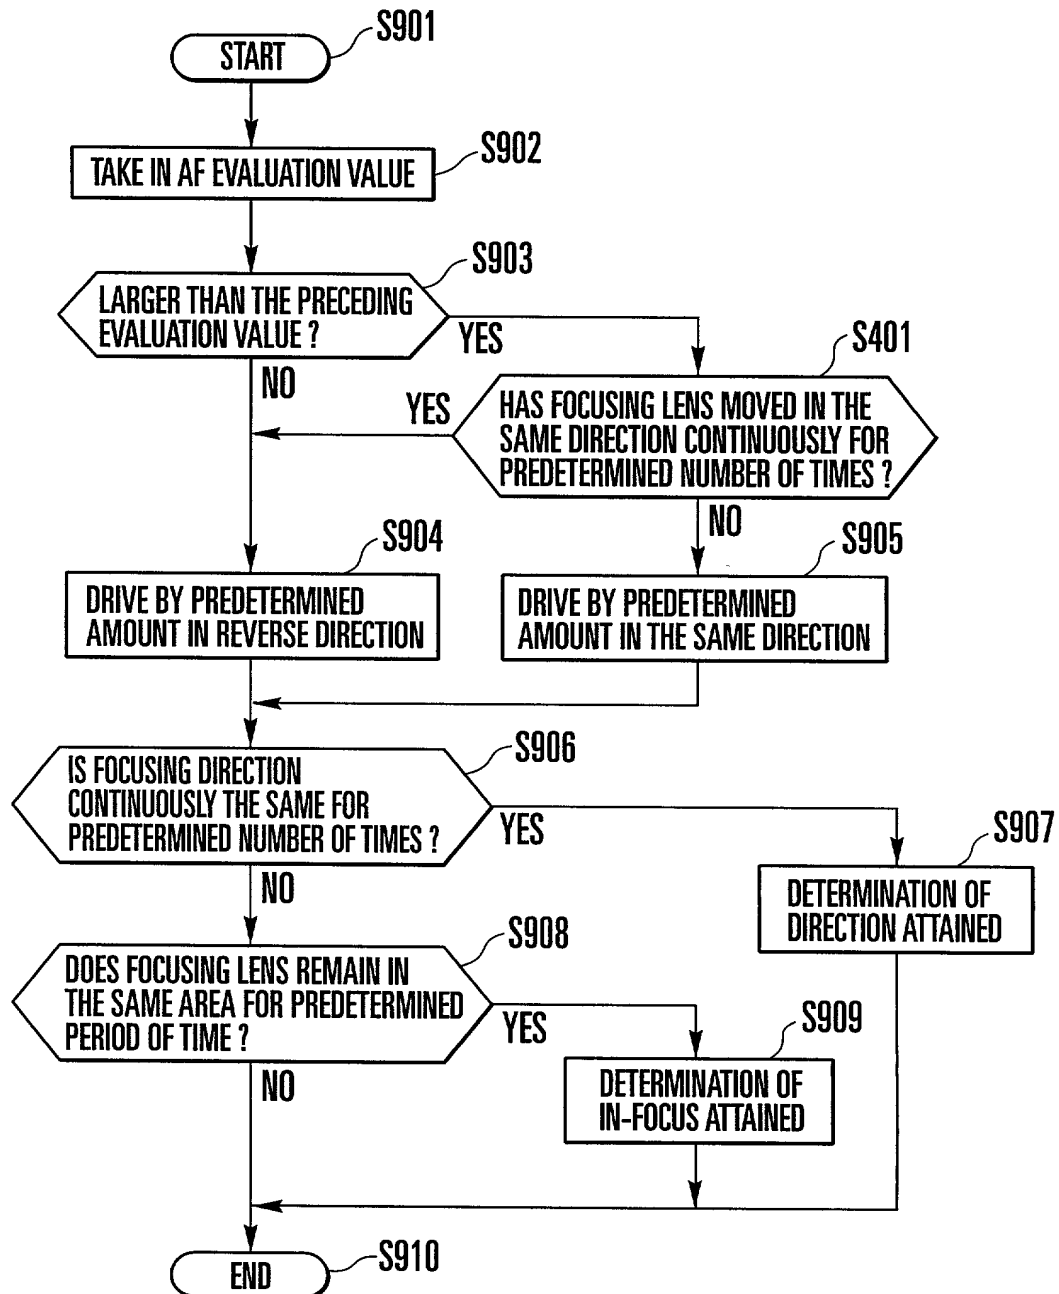 S901
START
S902
TAKE IN AF EVALUATION VALUE
S903
LARGER THAN THE PRECEDING
EVALUATION VALUE ?
YES
NO
S401
HAS FOCUSING LENS MOVED IN THE
SAME DIRECTION CONTINUOUSLY FOR
PREDETERMINED NUMBER OF TIMES ?
YES
NO
S904
DRIVE BY PREDETERMINED
AMOUNT IN REVERSE DIRECTION
S905
DRIVE BY PREDETERMINED
AMOUNT IN THE SAME DIRECTION
S906
IS FOCUSING DIRECTION
CONTINUOUSLY THE SAME FOR
PREDETERMINED NUMBER OF TIMES ?
YES
NO
S907
DETERMINATION OF
DIRECTION ATTAINED
S908
DOES FOCUSING LENS REMAIN IN
THE SAME AREA FOR PREDETERMINED
PERIOD OF TIME ?
YES
NO
S909
DETERMINATION OF
IN-FOCUS ATTAINED
S910
END